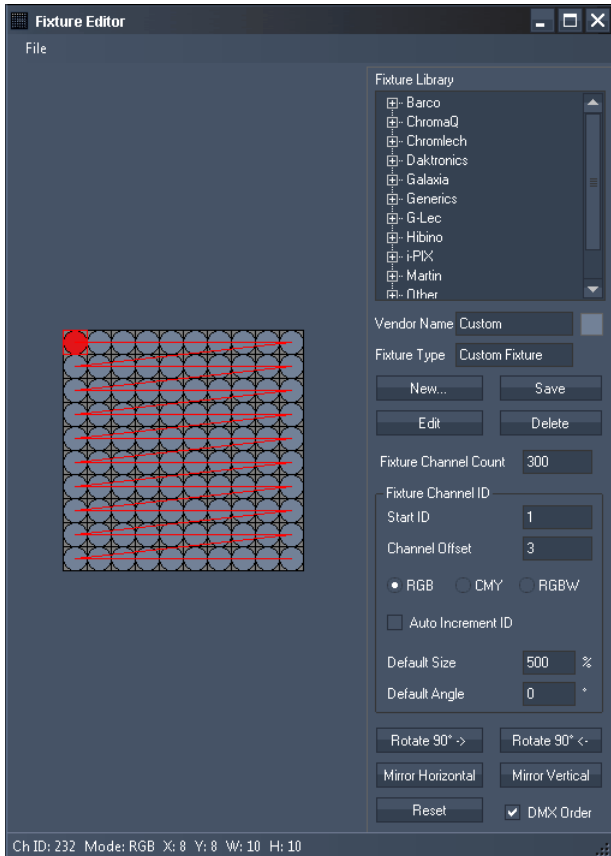 Fixture Editor
File
Fixture Library
Barco
ChromaQ
Chromlech
Daktronics
Galaxia
Generics
G-Lec
Hibino
i-PIX
Martin
Other
Vendor Name Custom
Fixture Type Custom Fixture
New... Save
Edit Delete
Fixture Channel Count 300
Fixture Channel ID
Start ID 1
Channel Offset 3
RGB CMY RGBW
Auto Increment ID
Default Size 500 %
Default Angle 0 °
Rotate 90° -> Rotate 90° <-
Mirror Horizontal Mirror Vertical
Reset DMX Order
Ch ID: 232 Mode: RGB X: 8 Y: 8 W: 10 H: 10